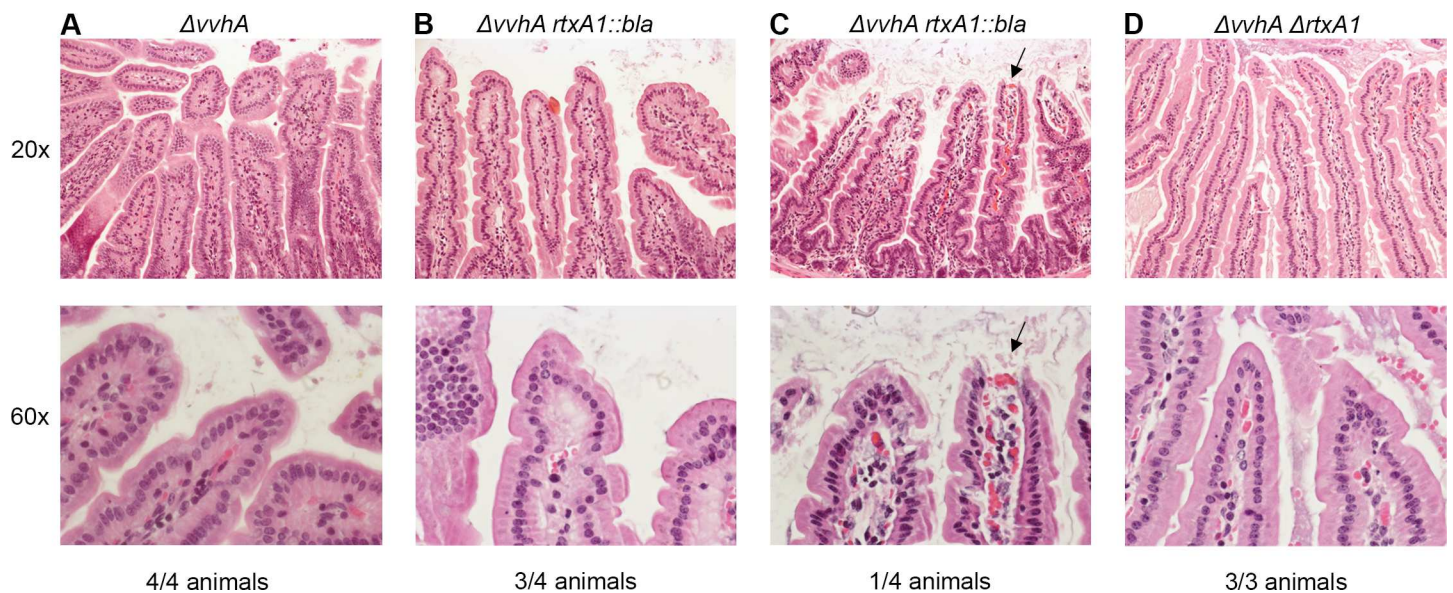 A ΔvvhA B ΔvvhA rtxA1::bla C ΔvvhA rtxA1::bla D ΔvvhA ΔrtxA1
20x
60x
4/4 animals 3/4 animals 1/4 animals 3/3 animals